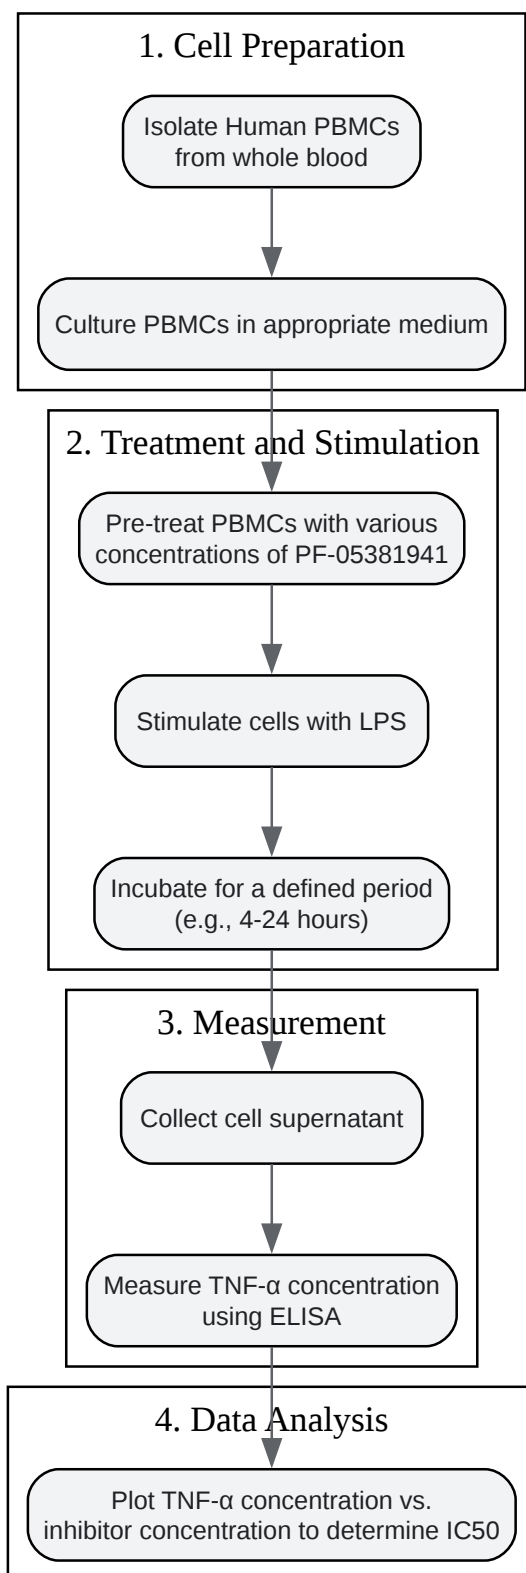 1. Cell Preparation
Isolate Human PBMCs
from whole blood
Culture PBMCs in appropriate medium
2. Treatment and Stimulation
Pre-treat PBMCs with various
concentrations of PF-05381941
Stimulate cells with LPS
Incubate for a defined period
(e.g., 4-24 hours)
3. Measurement
Collect cell supernatant
Measure TNF-α concentration
using ELISA
4. Data Analysis
Plot TNF-α concentration vs.
inhibitor concentration to determine IC50